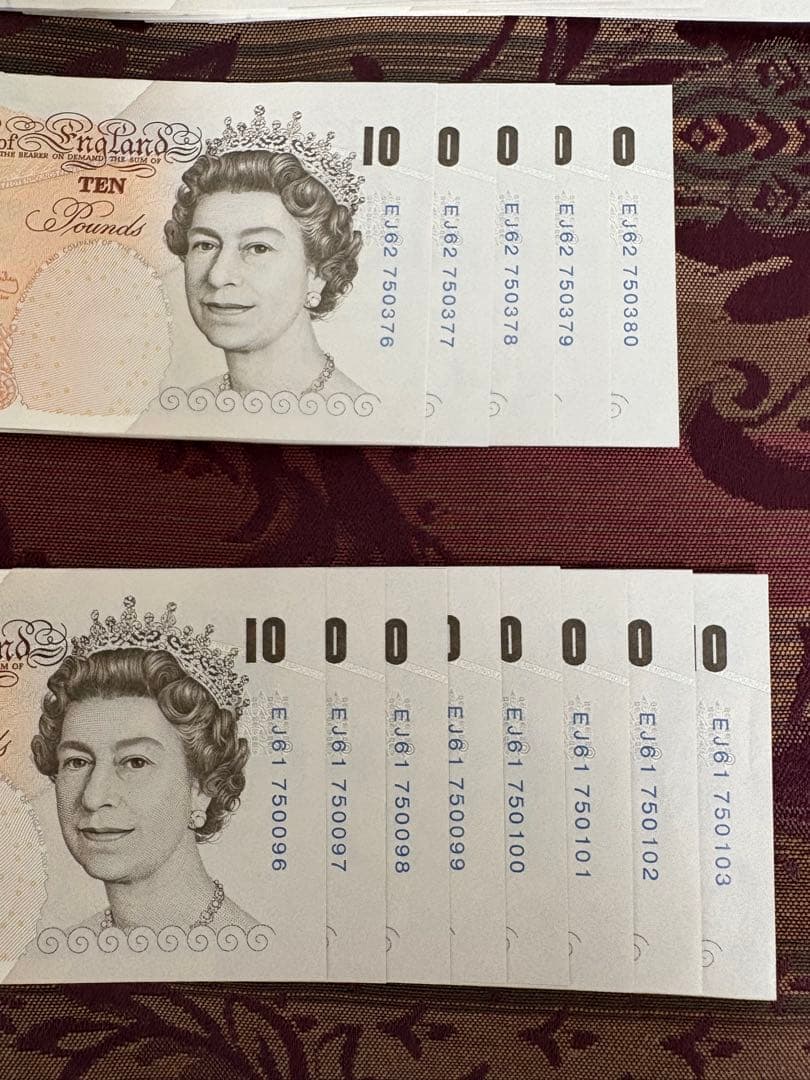 of England
THE BEARER ON DEMAND THE SUM OF
TEN
Pounds
10
0
0
0
0
EJ62 750376
EJ62 750377
EJ62 750378
EJ62 750379
EJ62 750380
10
0
0
0
0
0
0
10
EJ61 750096
EJ61 750097
EJ61 750098
EJ61 750099
EJ61 750100
EJ61 750101
EJ61 750102
EJ61 750103